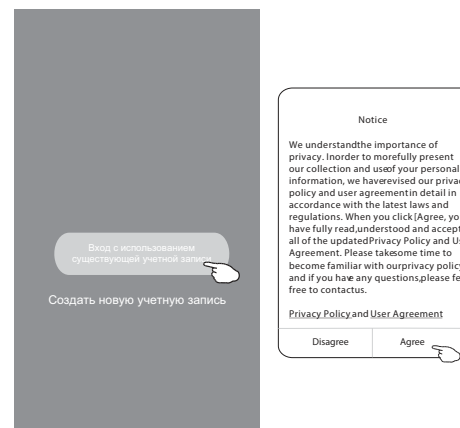 Вход с использованием
существующей учетной записи
Создать новую учетную запись
Notice
We understandthe importance of
privacy. Inorder to morefully present
our collection and useof your personal
information, we haverevised our privac
policy and user agreementin detail in
accordance with the latest laws and
regulations. When you click[Agree, yo
have fully read,understood and accept
all of the updatedPrivacy Policy and Us
Agreement. Please takesome time to
become familiar with ourprivacy policy
and if you have any questions,please fe
free to contactus.
Privacy Policy and User Agreement
Disagree
Agree